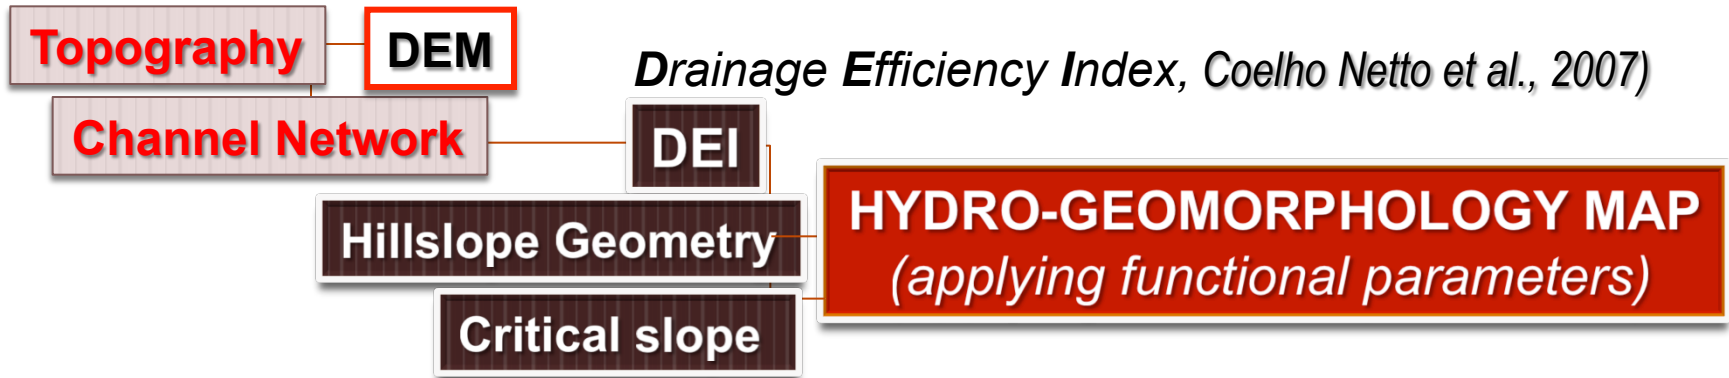 Topography
DEM
Drainage Efficiency Index, Coelho Netto et al., 2007)
Channel Network
DEI
Hillslope Geometry
HYDRO-GEOMORPHOLOGY MAP
(applying functional parameters)
Critical slope